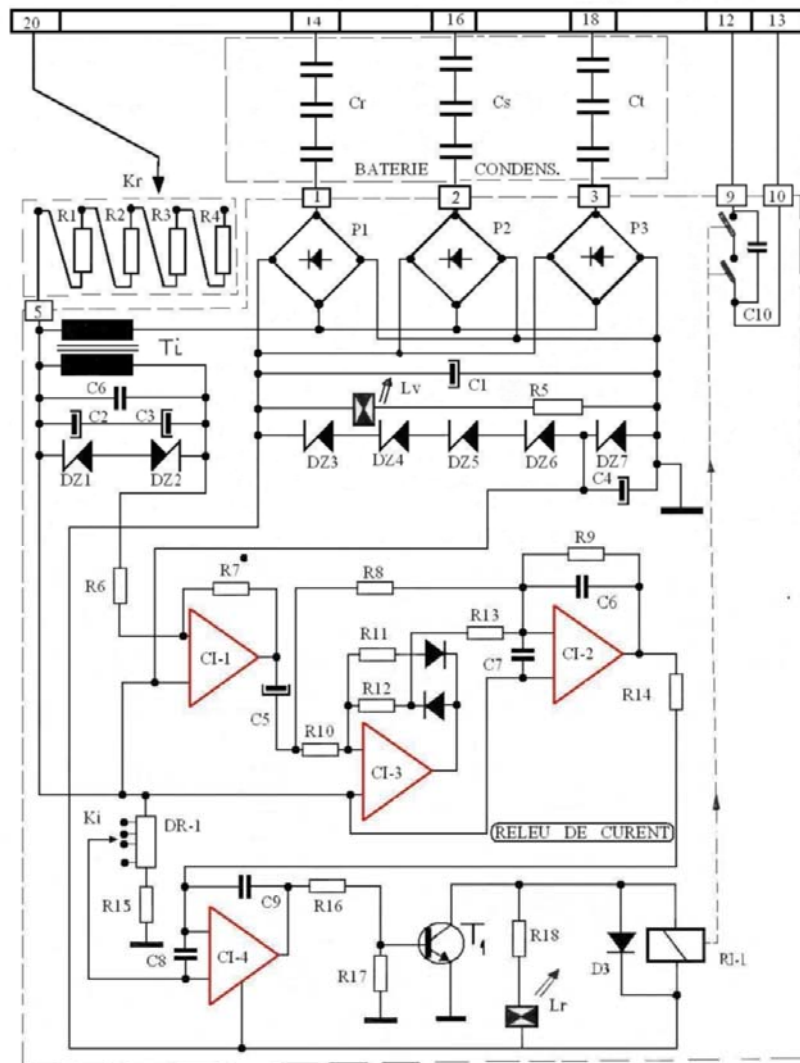 20 14 16 18 12 13
Cr Cs Ct
BATERIE CONDENS.
Kr
1 2 3 9 10
R1 R2 R3 R4
P1 P2 P3
5
C10
Ti
C6
C1
Lv
R5
C2 C3
DZ1 DZ2
DZ3 DZ4 DZ5 DZ6 DZ7
C4
R9
R6 R7 R8
C6
R13
R11
CI-1
C7
CI-2
R12
R14
C5
R10
CI-3
Ki
DR-1
RELEU DE CURENT
R15
C9
R16
CI-4
T1
R18
C8
R17
D3
RI-1
Lr